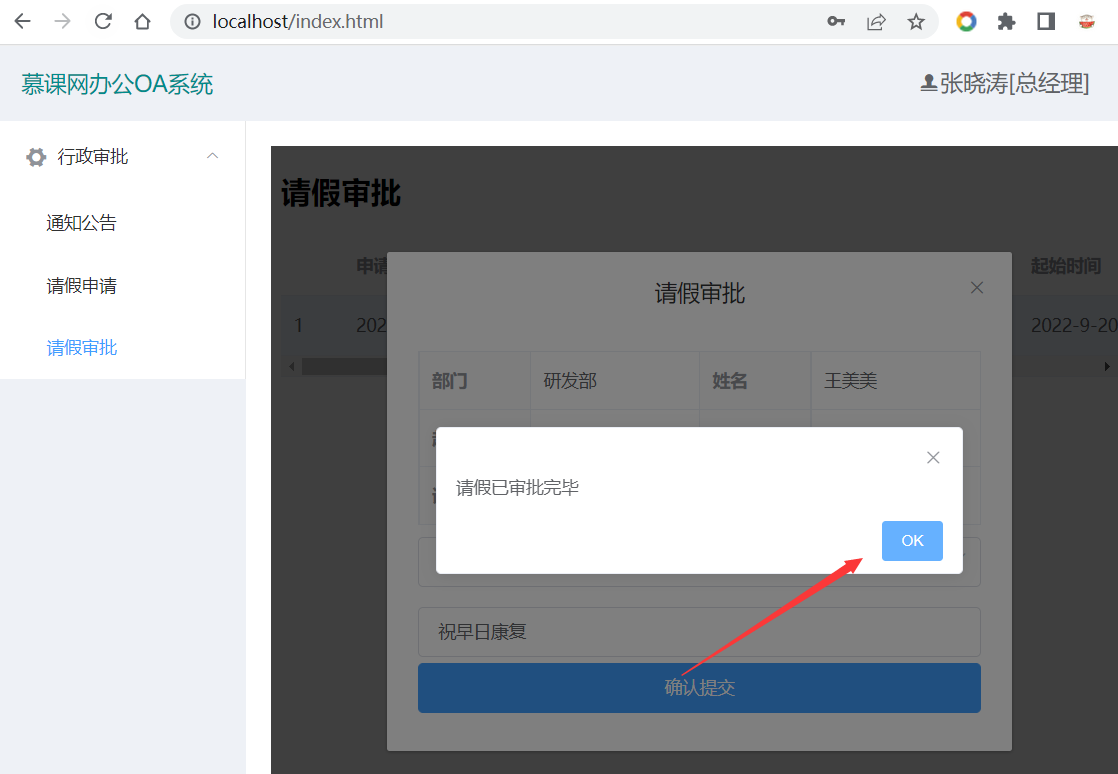 localhost/index.html
慕课网办公OA系统
张晓涛[总经理]
行政审批
通知公告
请假申请
请假审批
请假审批
申请
起始时间
1
202
2022-9-20
请假审批
部门
研发部
姓名
王美美
请假已审批完毕
OK
祝早日康复
确认提交